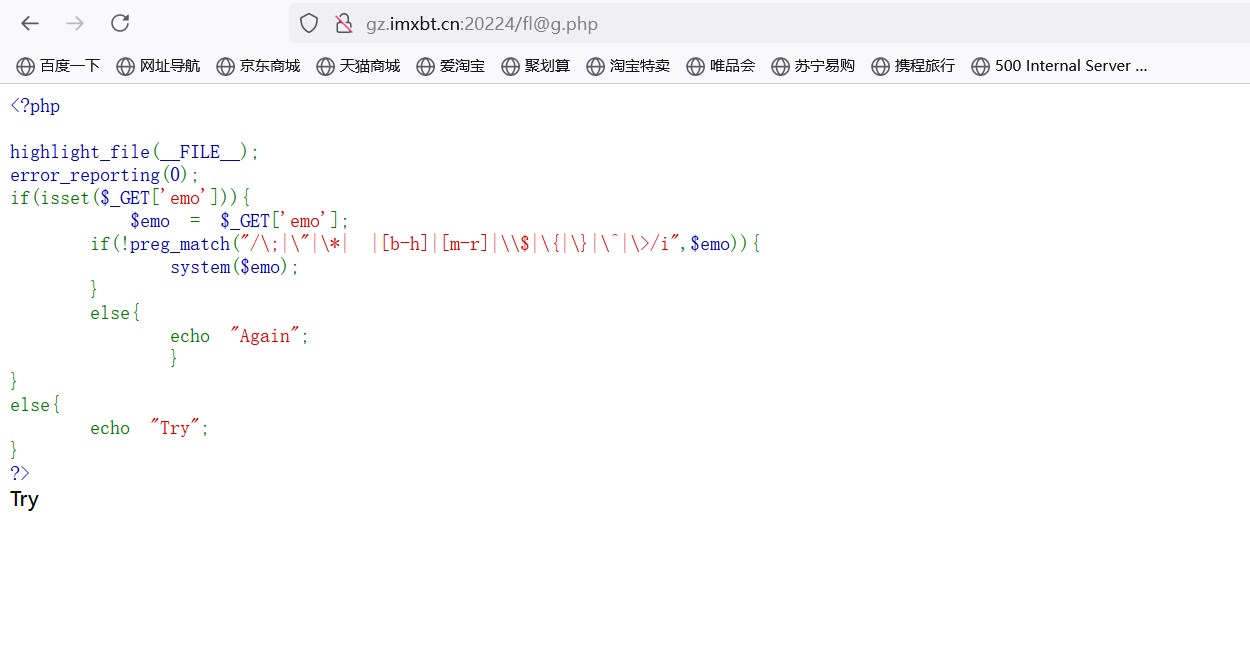 gz.imxbt.cn:20224/fl@g.php
百度一下 网址导航 京东商城 天猫商城 爱淘宝 聚划算 淘宝特卖 唯品会 苏宁易购 携程旅行 500 Internal Server ...
<?php
highlight_file(__FILE__);
error_reporting(0);
if(isset($_GET['emo'])){
$emo = $_GET['emo'];
if(!preg_match("/\;|\"|\*| |[b-h]|[m-r]|\\$|\{|\}|\^|\>/i",$emo)){
system($emo);
}
else{
echo "Again";
}
}
else{
echo "Try";
}
?>
Try